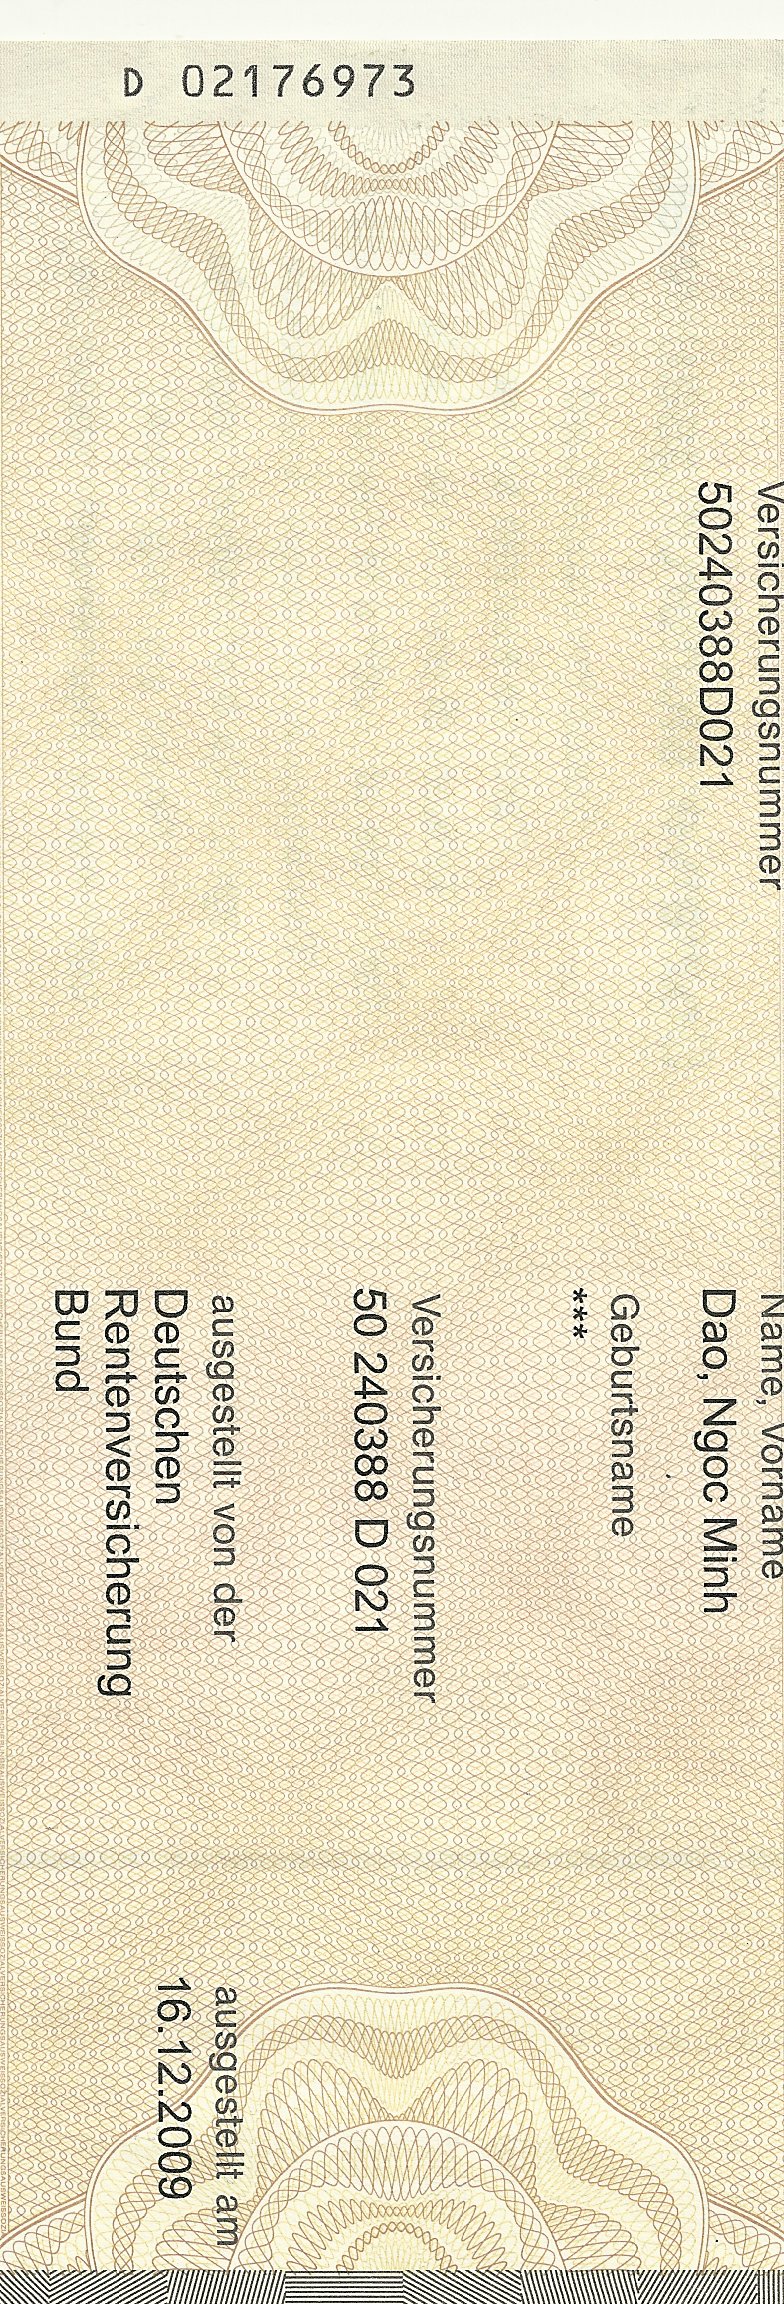 D 02176973
Versicherungsnummer
50240388D021
Name, Vorname
Dao, Ngoc Minh
Geburtsname
***
Versicherungsnummer
50 240388 D 021
ausgestellt von der
Deutschen
Rentenversicherung
Bund
ausgestellt am
16.12.2009